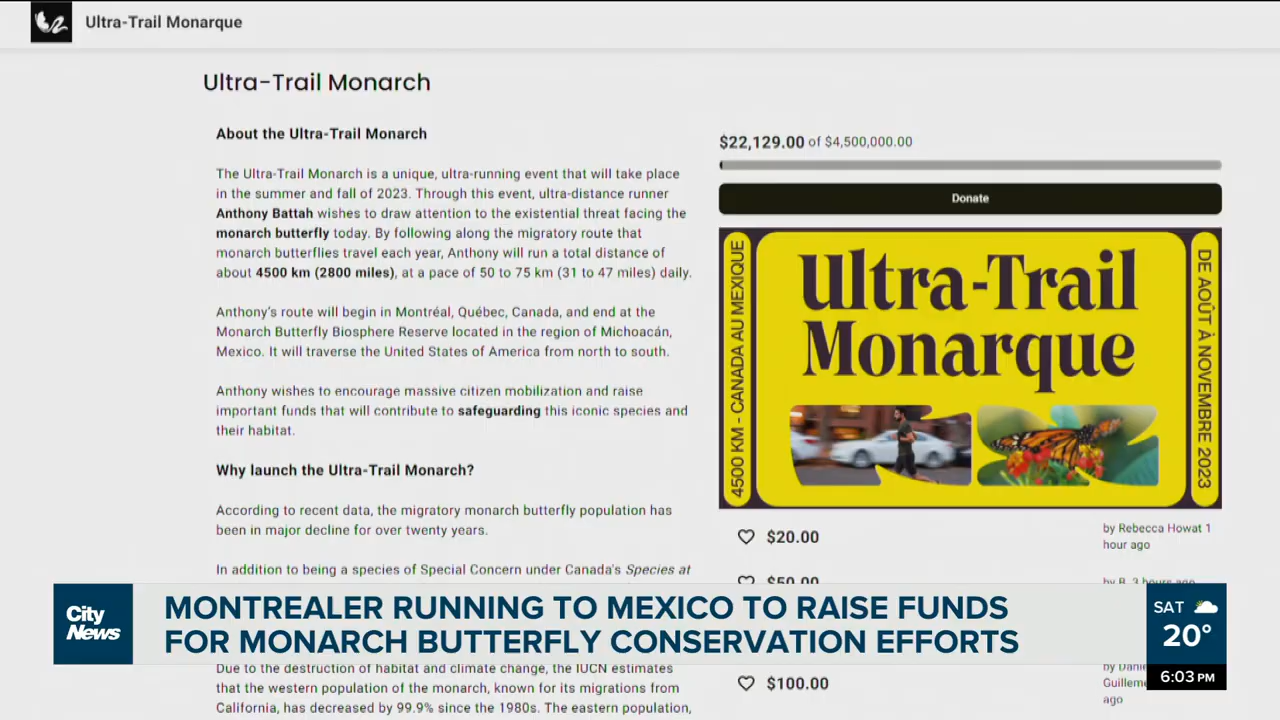 Ultra-Trail Monarque
Ultra-Trail Monarch
About the Ultra-Trail Monarch
The Ultra-Trail Monarch is a unique, ultra-running event that will take place
in the summer and fall of 2023. Through this event, ultra-distance runner
Anthony Battah wishes to draw attention to the existential threat facing the
monarch butterfly today. By following along the migratory route that
monarch butterflies travel each year, Anthony will run a total distance of
about 4500 km (2800 miles), at a pace of 50 to 75 km (31 to 47 miles) daily.
Anthony's route will begin in Montréal, Québec, Canada, and end at the
Monarch Butterfly Biosphere Reserve located in the region of Michoacán,
Mexico. It will traverse the United States of America from north to south.
Anthony wishes to encourage massive citizen mobilization and raise
important funds that will contribute to safeguarding this iconic species and
their habitat.
Why launch the Ultra-Trail Monarch?
According to recent data, the migratory monarch butterfly population has
been in major decline for over twenty years.
In addition to being a species of Special Concern under Canada's Species at
Due to the destruction of habitat and climate change, the IUCN estimates
that the western population of the monarch, known for its migrations from
California, has decreased by 99.9% since the 1980s. The eastern population,
$22,129.00 of $4,500,000.00
Donate
4500 KM - CANADA AU MEXIQUE
Ultra-Trail
Monarque
DE AOÛT À NOVEMBRE 2023
$20.00
by Rebecca Howat 1
hour ago
$50.00
by B. 3 hours ago
$100.00
by Danie
Guilleme
ago
City
News
MONTREALER RUNNING TO MEXICO TO RAISE FUNDS
FOR MONARCH BUTTERFLY CONSERVATION EFFORTS
SAT
20°
6:03 PM